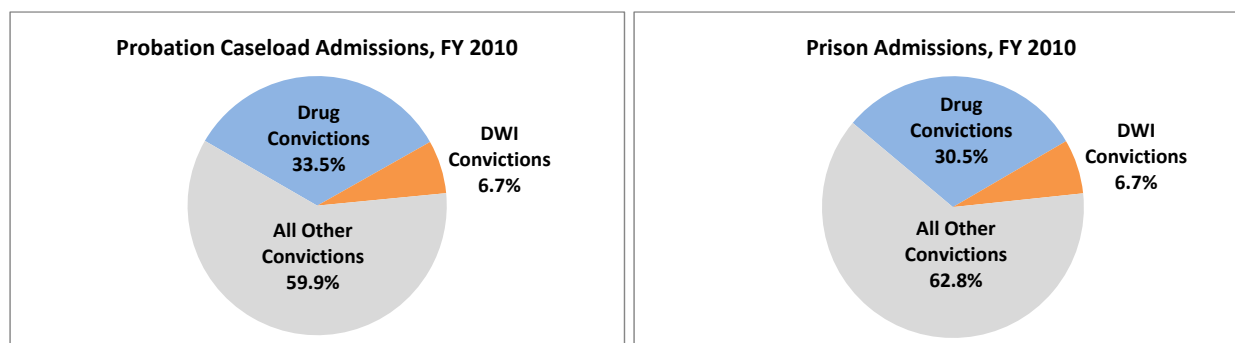 Probation Caseload Admissions, FY 2010
Drug
Convictions
33.5%
DWI
Convictions
6.7%
All Other
Convictions
59.9%
Prison Admissions, FY 2010
Drug
Convictions
30.5%
DWI
Convictions
6.7%
All Other
Convictions
62.8%